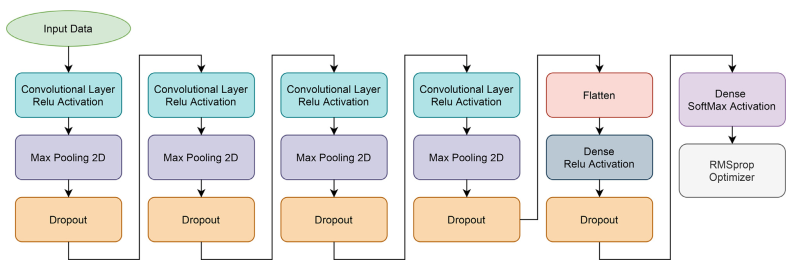 Input Data
Convolutional Layer
Relu Activation
Max Pooling 2D
Dropout
Convolutional Layer
Relu Activation
Max Pooling 2D
Dropout
Convolutional Layer
Relu Activation
Max Pooling 2D
Dropout
Convolutional Layer
Relu Activation
Max Pooling 2D
Dropout
Flatten
Dense
Relu Activation
Dropout
Dense
SoftMax Activation
RMSprop
Optimizer